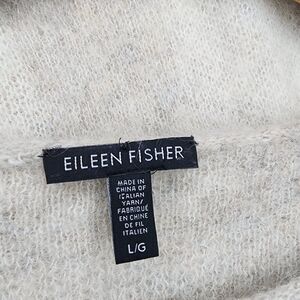 EILEEN FISHER
MADE IN
CHINA OF
ITALIAN
YARN/
FABRIQUÉ
EN CHINE
DE FIL
ITALIEN
L/G